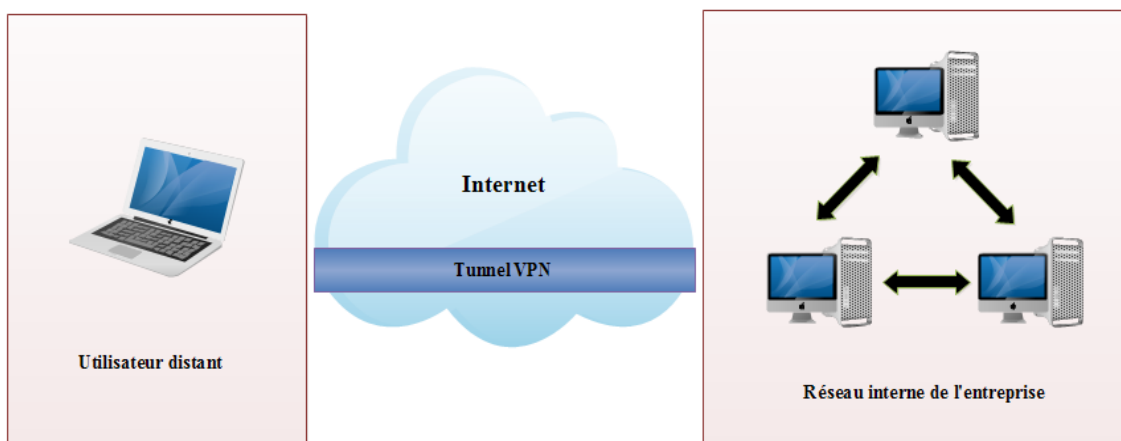 Internet
Tunnel VPN
Utilisateur distant
Réseau interne de l'entreprise